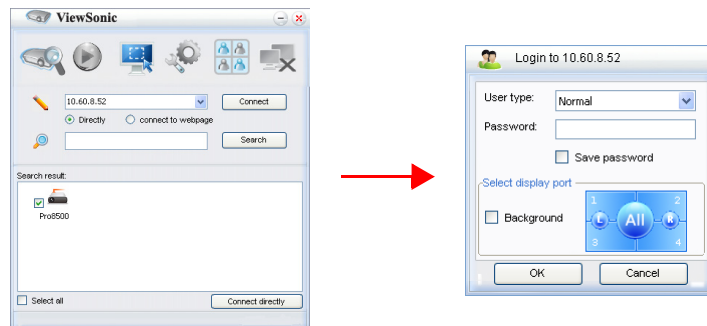 ViewSonic
10.60.8.52
Connect
Directly
connect to webpage
Search
Search result:
Pro8500
Select all
Connect directly
Login to 10.60.8.52
User type:
Normal
Password:
Save password
Select display port
Background
1
2
L
All
R
3
4
OK
Cancel